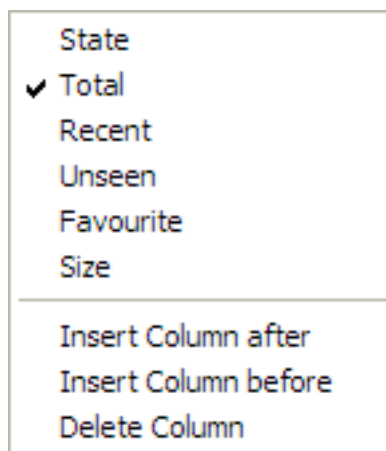 State
Total
Recent
Unseen
Favourite
Size
Insert Column after
Insert Column before
Delete Column